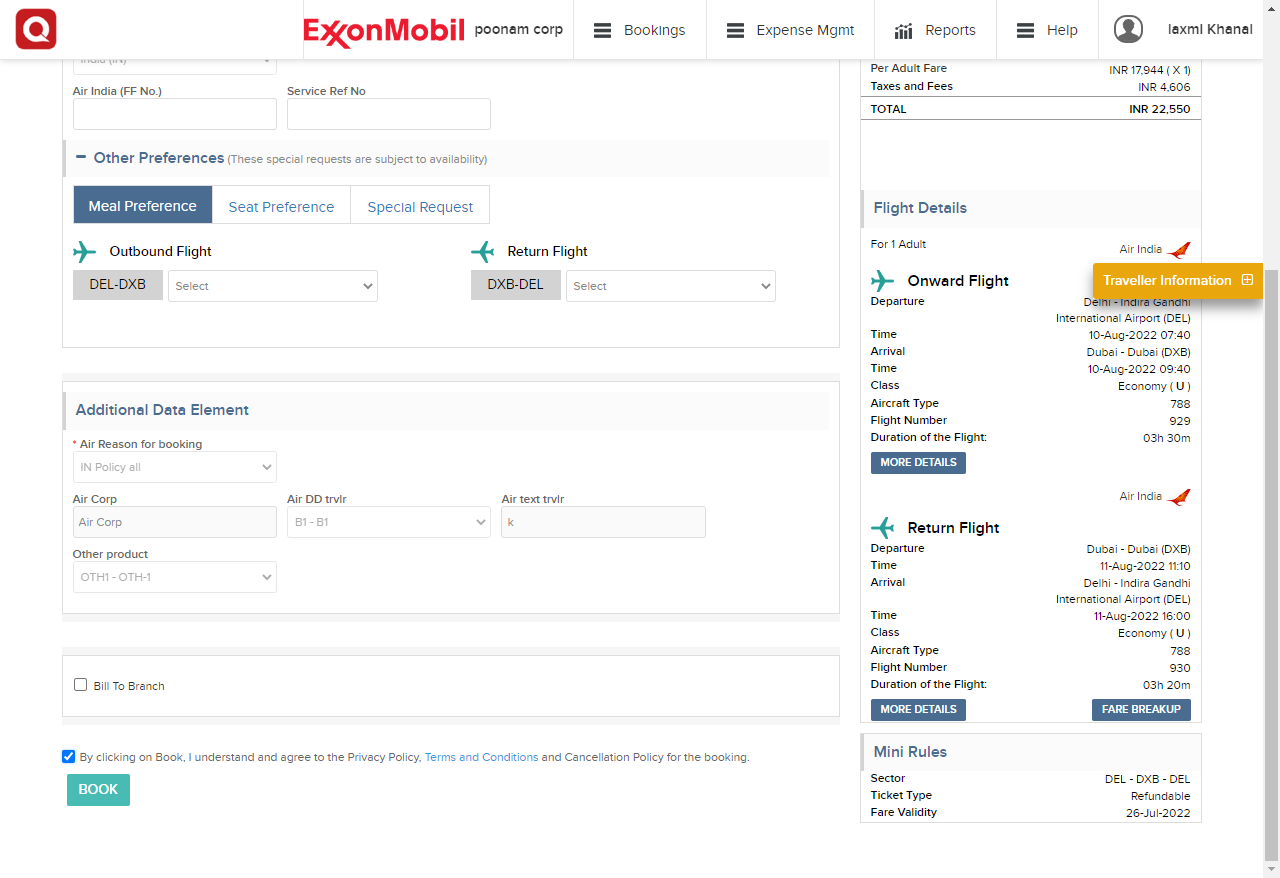 Q
ExxonMobil
poonam corp
Bookings
Expense Mgmt
Reports
Help
laxmi Khanal
India (IN)
Air India (FF No.)
Service Ref No
Other Preferences (These special requests are subject to availability)
Meal Preference
Seat Preference
Special Request
Outbound Flight
Return Flight
DEL-DXB
Select
DXB-DEL
Select
Additional Data Element
* Air Reason for booking
IN Policy all
Air Corp
Air DD trvlr
Air text trvlr
Air Corp
B1 - B1
k
Other product
OTH1 - OTH-1
Bill To Branch
By clicking on Book, I understand and agree to the Privacy Policy, Terms and Conditions and Cancellation Policy for the booking.
BOOK
Per Adult Fare INR 17,944 ( X 1)
Taxes and Fees INR 4,606
TOTAL INR 22,550
Flight Details
For 1 Adult
Air India
Traveller Information
Onward Flight
Departure Delhi - Indira Gandhi
International Airport (DEL)
Time 10-Aug-2022 07:40
Arrival Dubai - Dubai (DXB)
Time 10-Aug-2022 09:40
Class Economy ( U )
Aircraft Type 788
Flight Number 929
Duration of the Flight: 03h 30m
MORE DETAILS
Air India
Return Flight
Departure Dubai - Dubai (DXB)
Time 11-Aug-2022 11:10
Arrival Delhi - Indira Gandhi
International Airport (DEL)
Time 11-Aug-2022 16:00
Class Economy ( U )
Aircraft Type 788
Flight Number 930
Duration of the Flight: 03h 20m
MORE DETAILS
FARE BREAKUP
Mini Rules
Sector DEL - DXB - DEL
Ticket Type Refundable
Fare Validity 26-Jul-2022